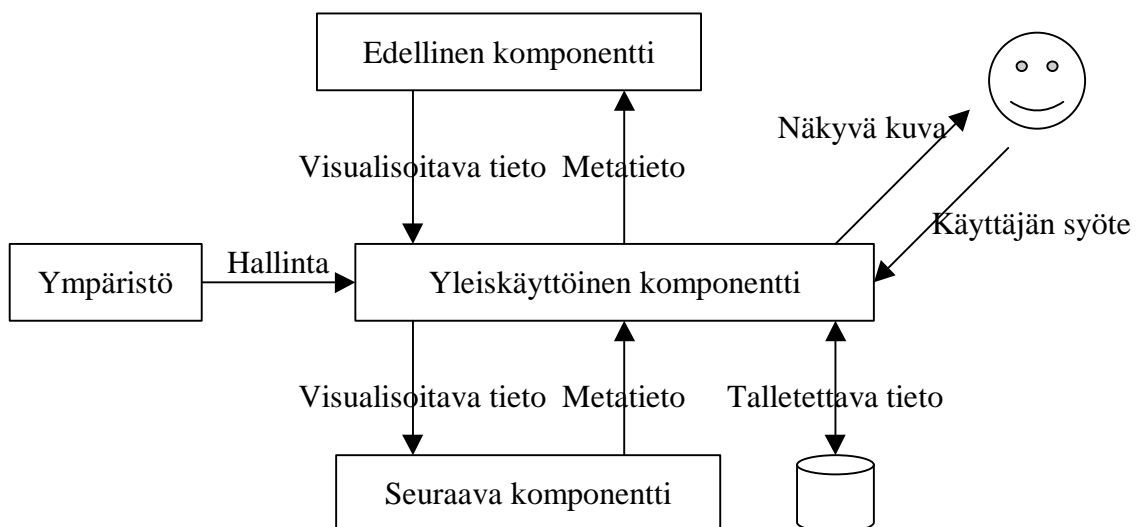 Edellinen komponentti
Näkyvä kuva
Visualisoitava tieto
Metatieto
Käyttäjän syöte
Hallinta
Ympäristö
Yleiskäyttöinen komponentti
Visualisoitava tieto
Metatieto
Talletettava tieto
Seuraava komponentti